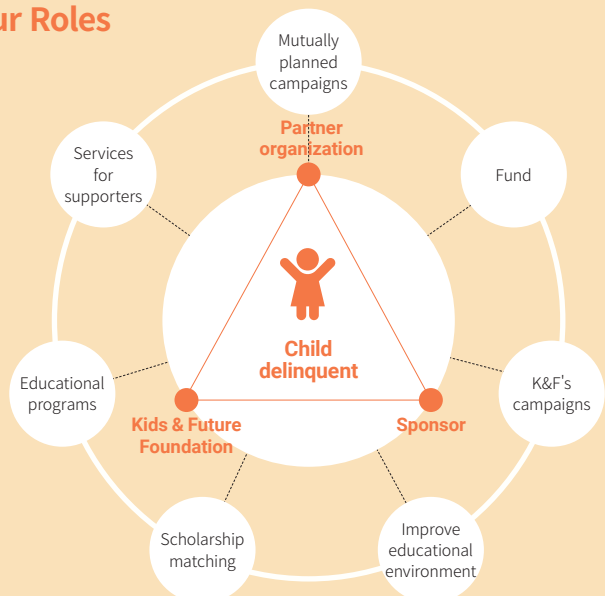 ur Roles
Mutually
planned
campaigns
Partner
organization
Services
for
supporters
Fund
Child
delinquent
Educational
programs
K&F's
campaigns
Kids & Future
Foundation
Sponsor
Scholarship
matching
Improve
educational
environment